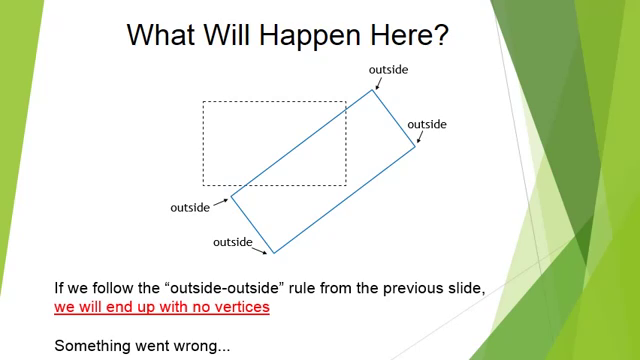 What Will Happen Here?
outside
outside
outside
outside
If we follow the “outside-outside” rule from the previous slide,
we will end up with no vertices
Something went wrong...